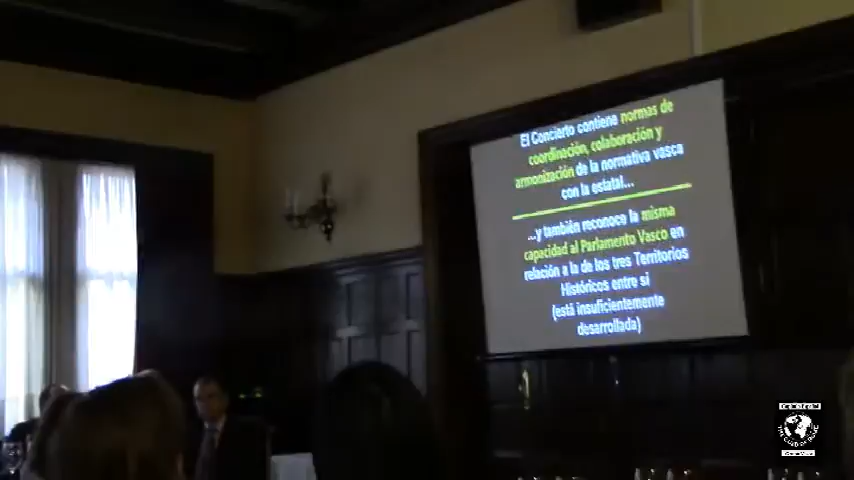 El Concierto contiene normas de
coordinación, colaboración y
armonización de la normativa vasca
con la estatal...
...y también reconoce la misma
capacidad al Parlamento Vasco en
relación a la de los tres Territorios
Históricos entre sí
(está insuficientemente
desarrollada)